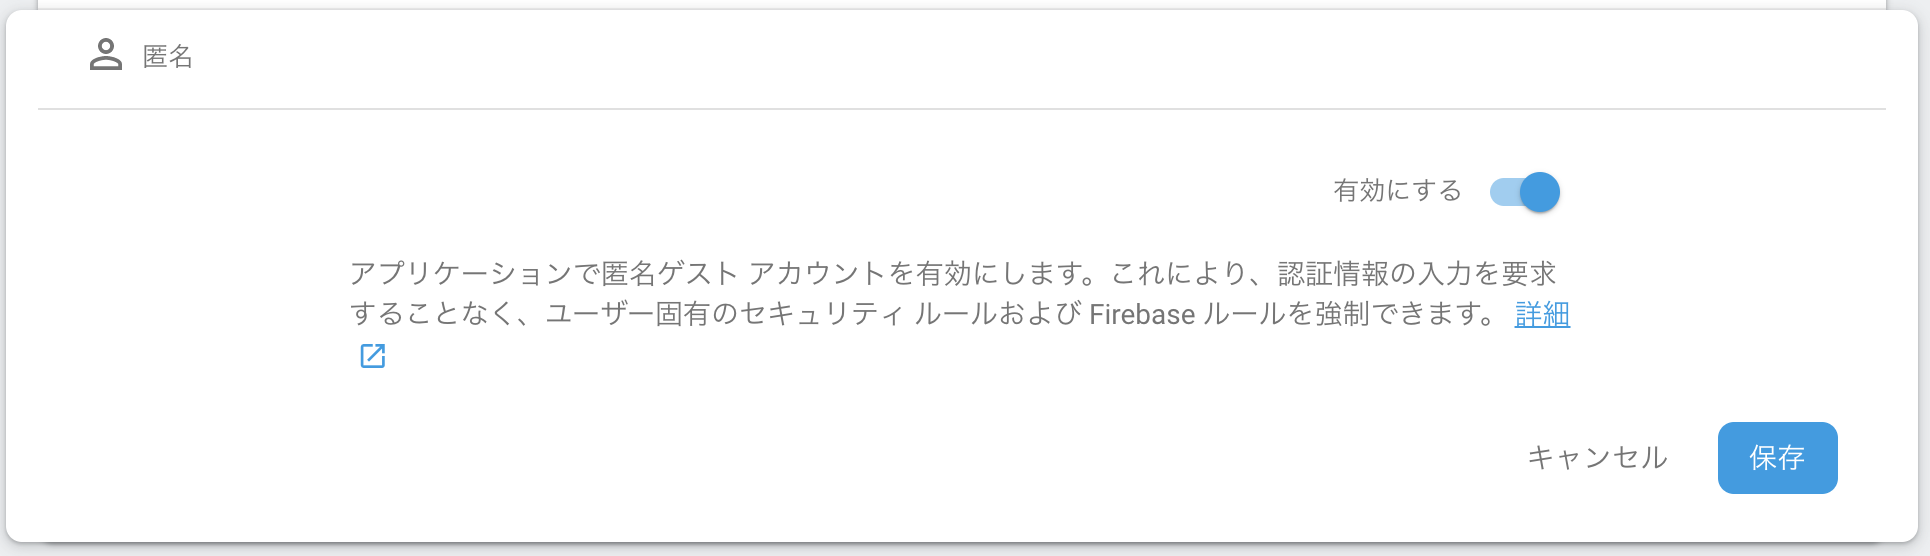 匿名
有効にする
アプリケーションで匿名ゲスト アカウントを有効にします。これにより、認証情報の入力を要求
することなく、ユーザー固有のセキュリティ ルールおよび Firebase ルールを強制できます。 詳細
キャンセル
保存